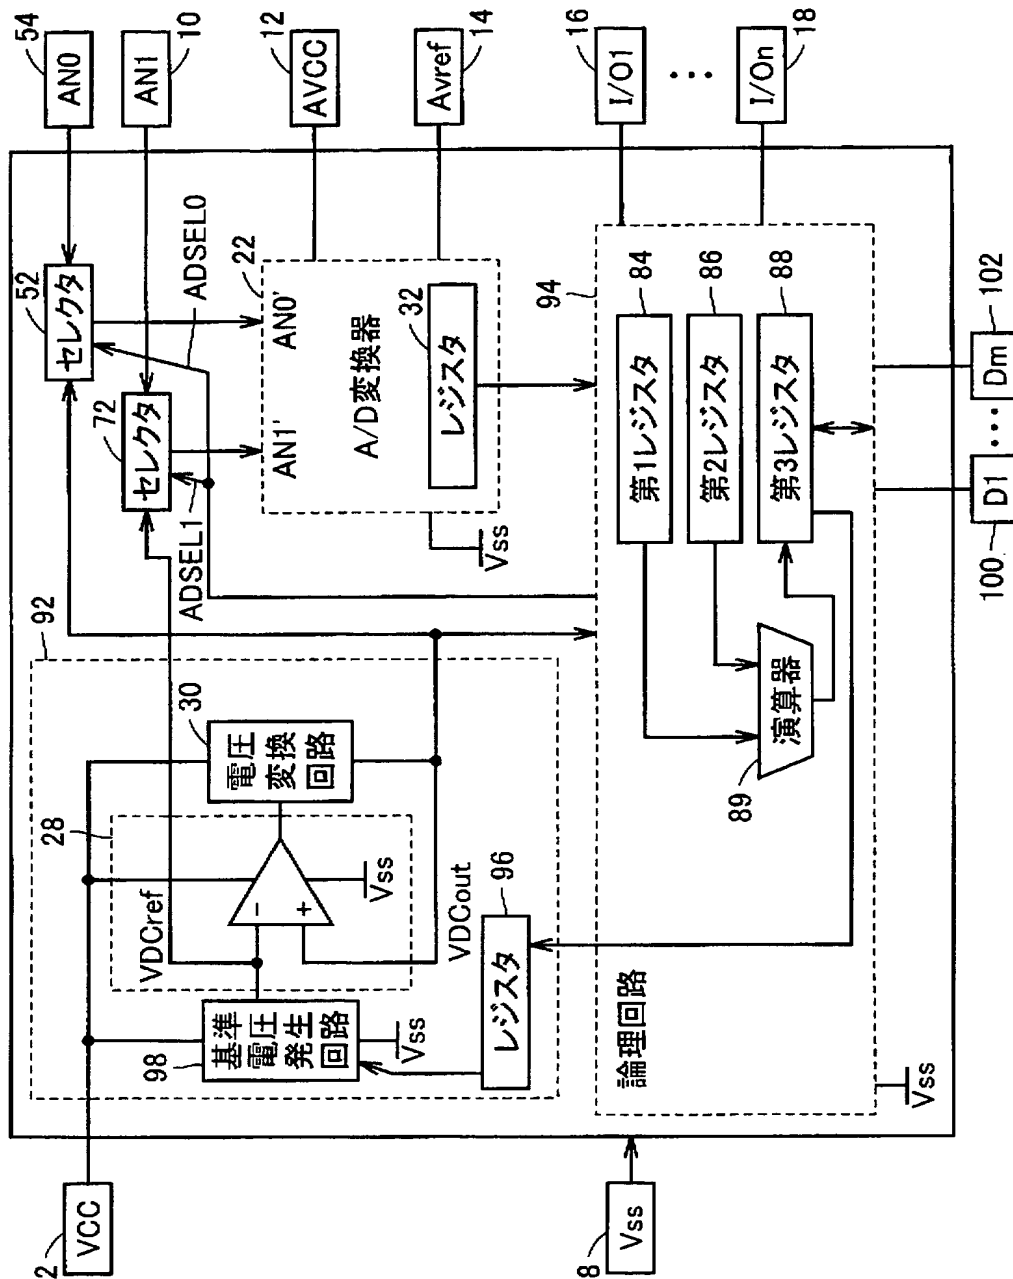 2
VCC
92
VDCref
28
30
電圧
変換
回路
−
+
Vss
98
基準
電圧
発生
回路
Vss
VDCout
96
レジスタ
52
セレクタ
54
AN0
72
セレクタ
10
AN1
ADSEL0
ADSEL1
22
AN1'
AN0'
A/D変換器
32
レジスタ
Vss
12
AVCC
14
Avref
8
Vss
94
論理回路
第1レジスタ
84
第2レジスタ
86
第3レジスタ
88
89
演算器
Vss
16
I/O1
・・・
I/On
18
100
D1
・・・
Dm
102